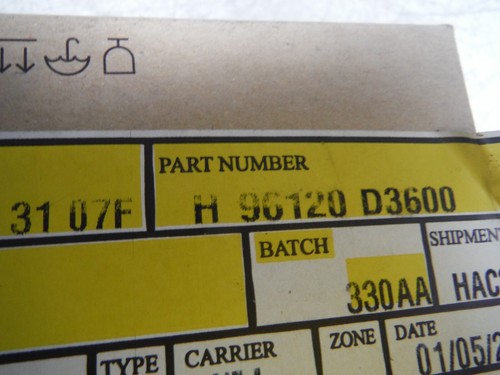 PART NUMBER
31 07F H 96120 D3600
BATCH SHIPMENT
330AA HAC
TYPE CARRIER ZONE DATE
01/05/2